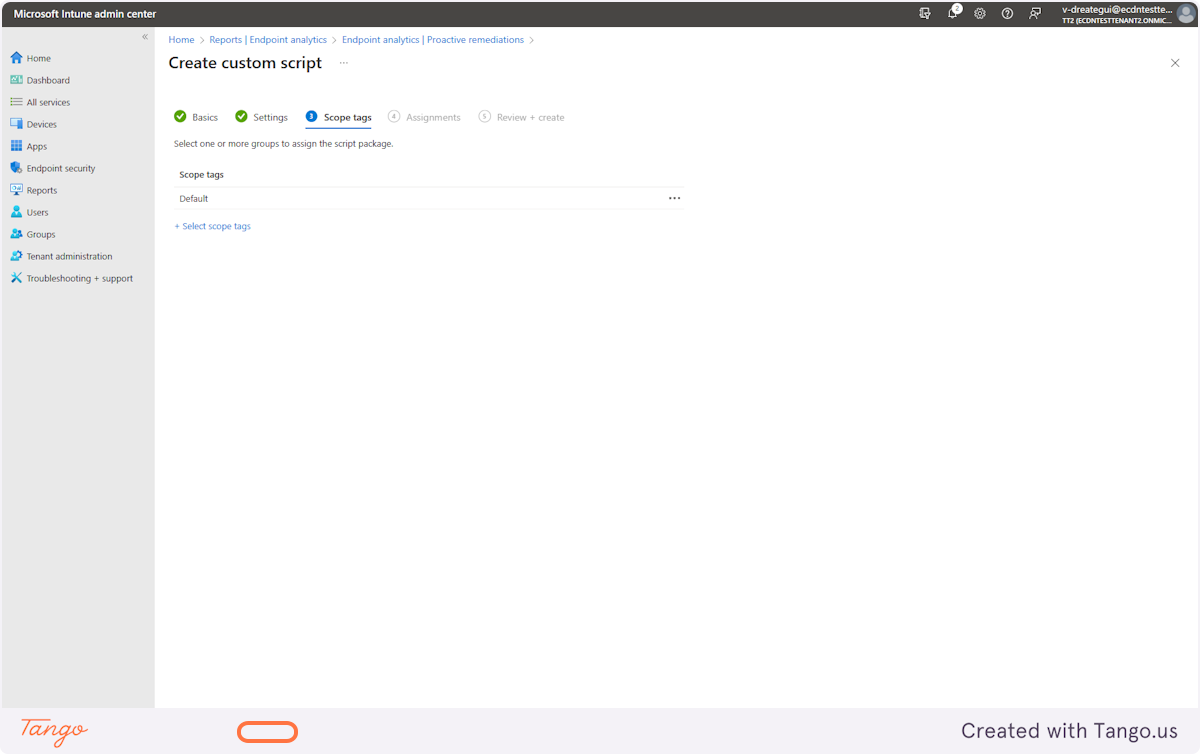 Microsoft Intune admin center
2
v-dreategui@ecdntestte...
TT2 (ECDNTESTTENANT2.ONMIC...
«
Home
Dashboard
All services
Devices
Apps
Endpoint security
Reports
Users
Groups
Tenant administration
Troubleshooting + support
Home > Reports | Endpoint analytics > Endpoint analytics | Proactive remediations >
Create custom script ...
Basics Settings 3 Scope tags 4 Assignments 5 Review + create
Select one or more groups to assign the script package.
Scope tags
Default ...
+ Select scope tags
Tango
Created with Tango.us